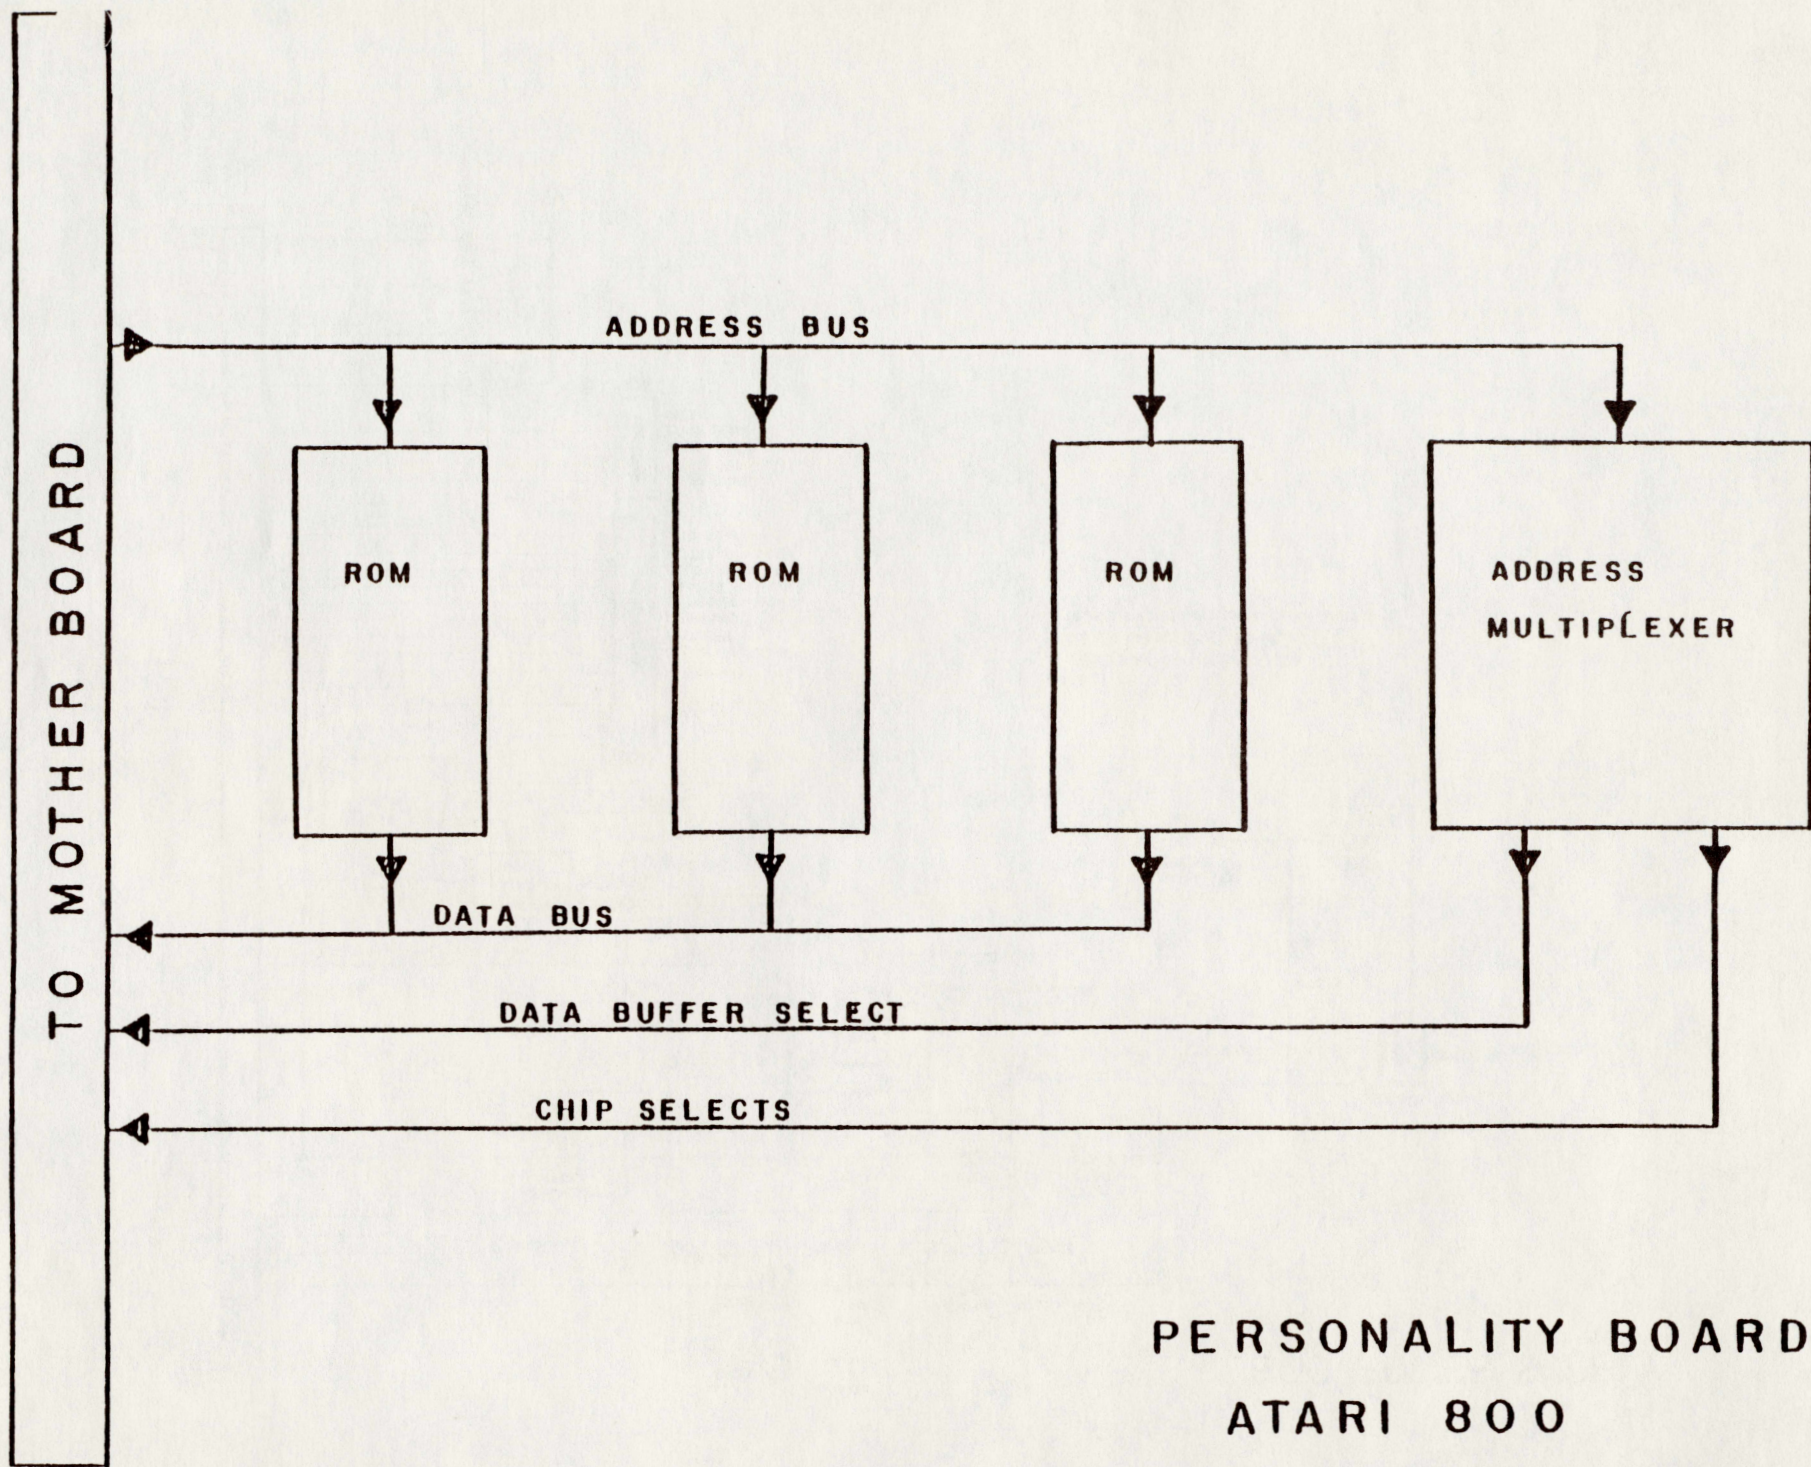 TO MOTHER BOARD
ADDRESS BUS
ROM
ROM
ROM
ADDRESS
MULTIPLEXER
DATA BUS
DATA BUFFER SELECT
CHIP SELECTS
PERSONALITY BOARD
ATARI 800